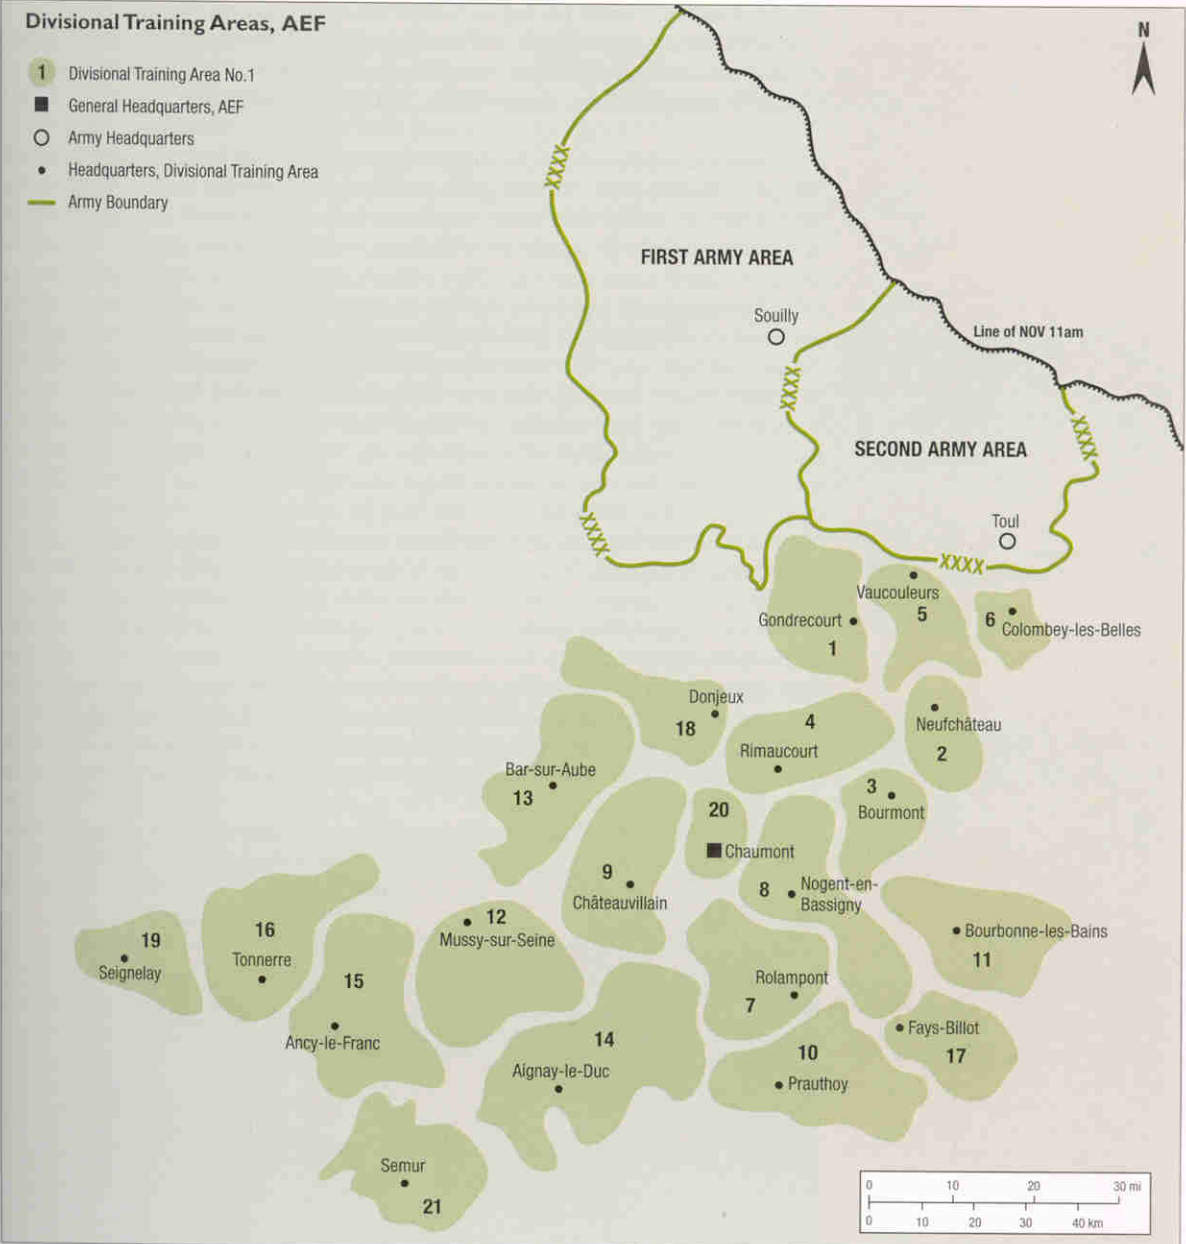 Divisional Training Areas, AEF
1 Divisional Training Area No.1
General Headquarters, AEF
Army Headquarters
Headquarters, Divisional Training Area
Army Boundary
N
XXXX
FIRST ARMY AREA
Souilly
Line of NOV 11am
XXXX
XXXX
SECOND ARMY AREA
XXXX
Toul
XXXX
Vaucouleurs
5
Gondrecourt
1
6
Colombey-les-Belles
Donjeux
18
4
Rimaucourt
Neufchâteau
2
Bar-sur-Aube
13
3
Bourmont
20
Chaumont
9
Châteauvillain
8
Nogent-en-
Bassigny
12
Mussy-sur-Seine
16
Tonnerre
19
Seignelay
Bourbonne-les-Bains
11
15
Ancy-le-Franc
Rolampont
7
14
Aignay-le-Duc
10
Prauthoy
Fays-Billot
17
Semur
21
0 10 20 30 mi
0 10 20 30 40 km